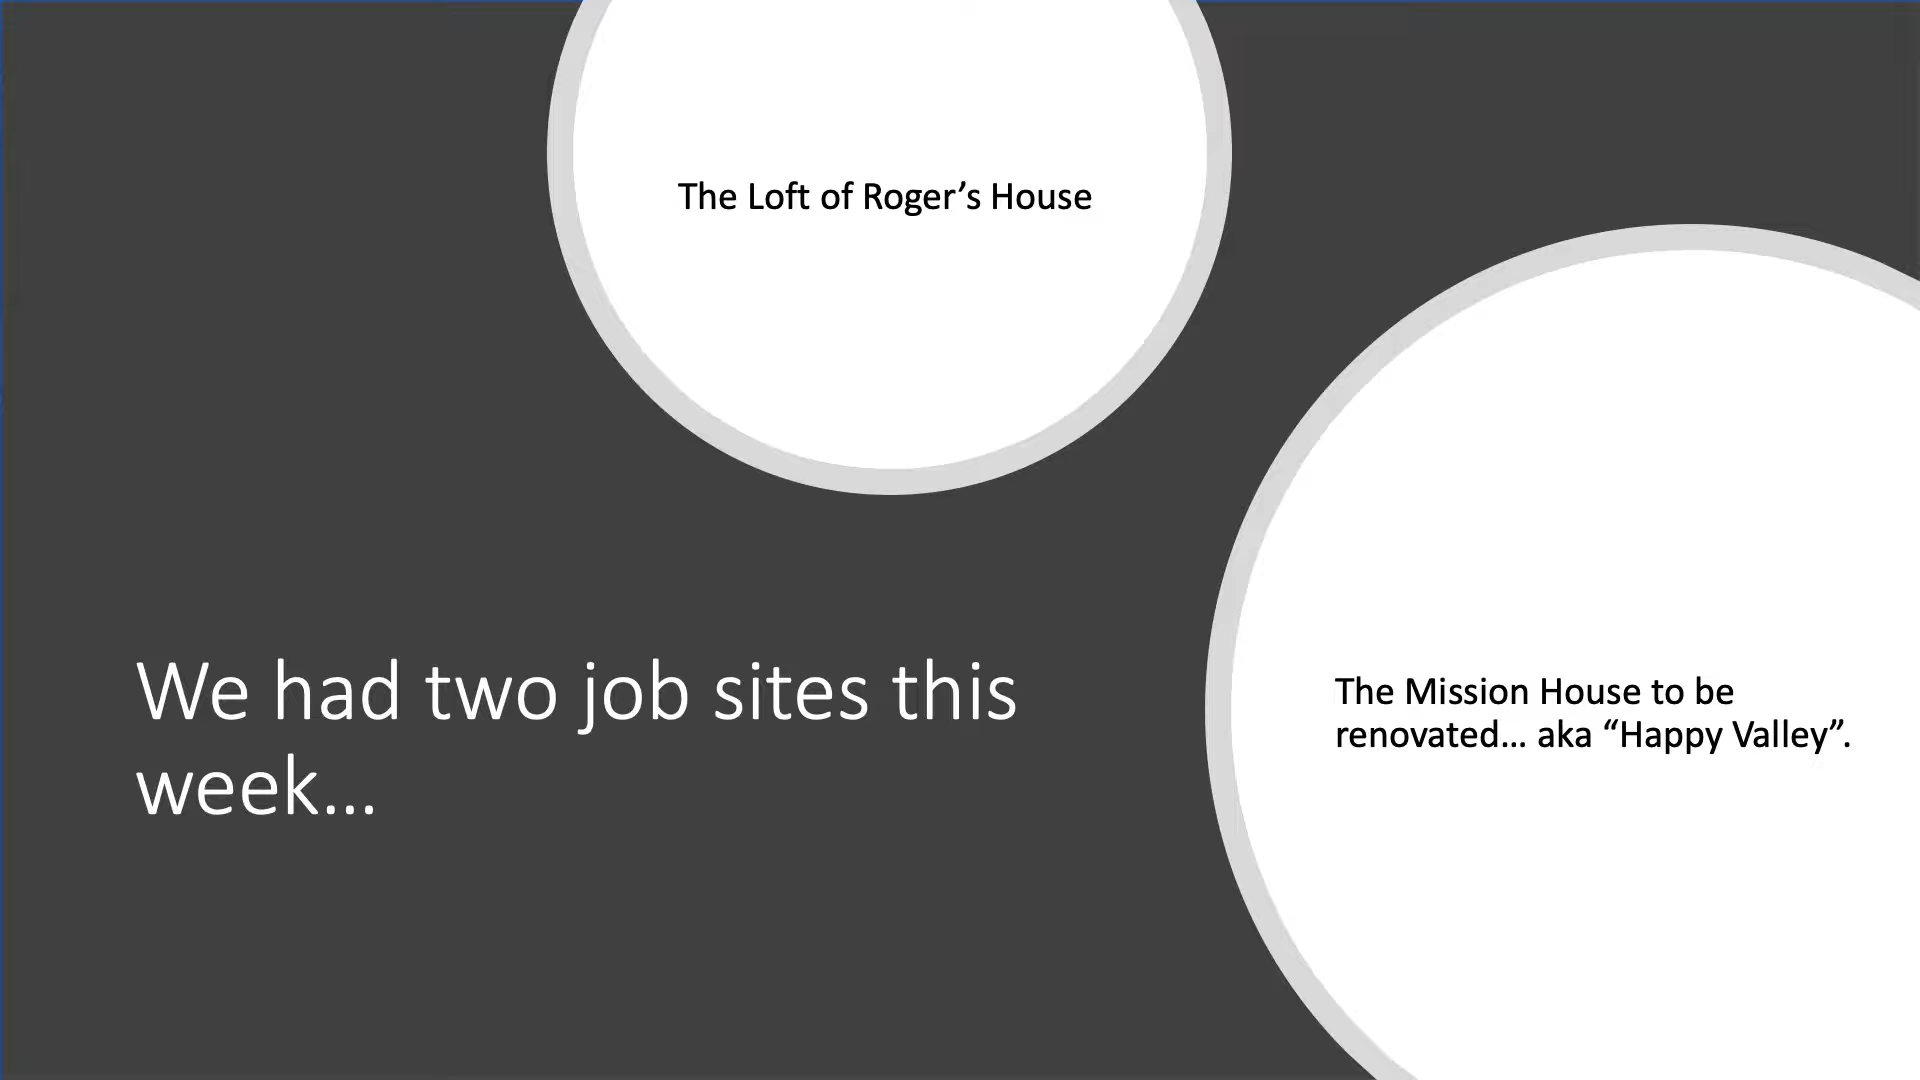 The Loft of Roger’s House
We had two job sites this
week...
The Mission House to be
renovated... aka “Happy Valley”.